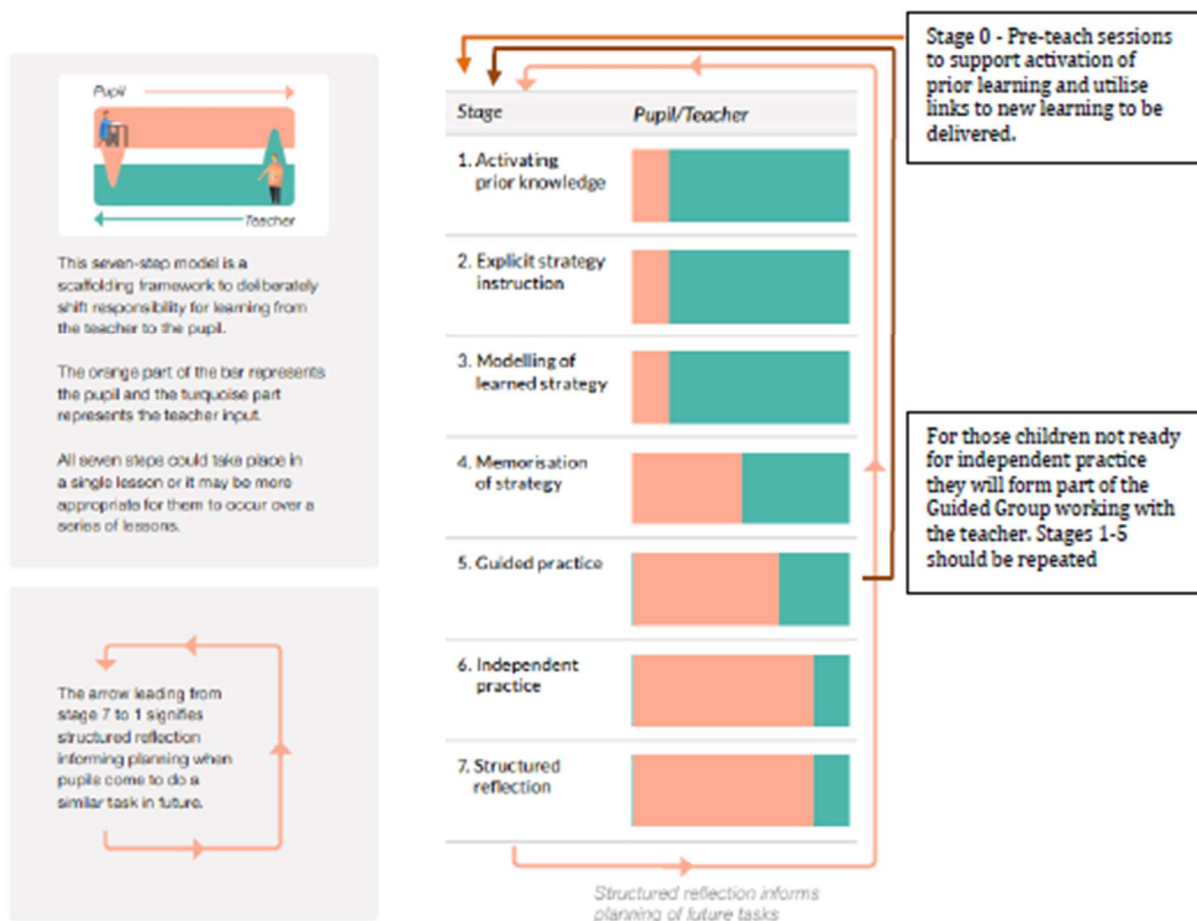 Pupil
Teacher
This seven-step model is a
scaffolding framework to deliberately
shift responsibility for learning from
the teacher to the pupil.
The orange part of the bar represents
the pupil and the turquoise part
represents the teacher input.
All seven steps could take place in
a single lesson or it may be more
appropriate for them to occur over a
series of lessons.
The arrow leading from
stage 7 to 1 signifies
structured reflection
informing planning when
pupils come to do a
similar task in future.
Stage
Pupil/Teacher
1. Activating
prior knowledge
2. Explicit strategy
instruction
3. Modelling of
learned strategy
4. Memorisation
of strategy
5. Guided practice
6. Independent
practice
7. Structured
reflection
Structured reflection informs
planning of future tasks
Stage 0 - Pre-teach sessions
to support activation of
prior learning and utilise
links to new learning to be
delivered.
For those children not ready
for independent practice
they will form part of the
Guided Group working with
the teacher. Stages 1-5
should be repeated